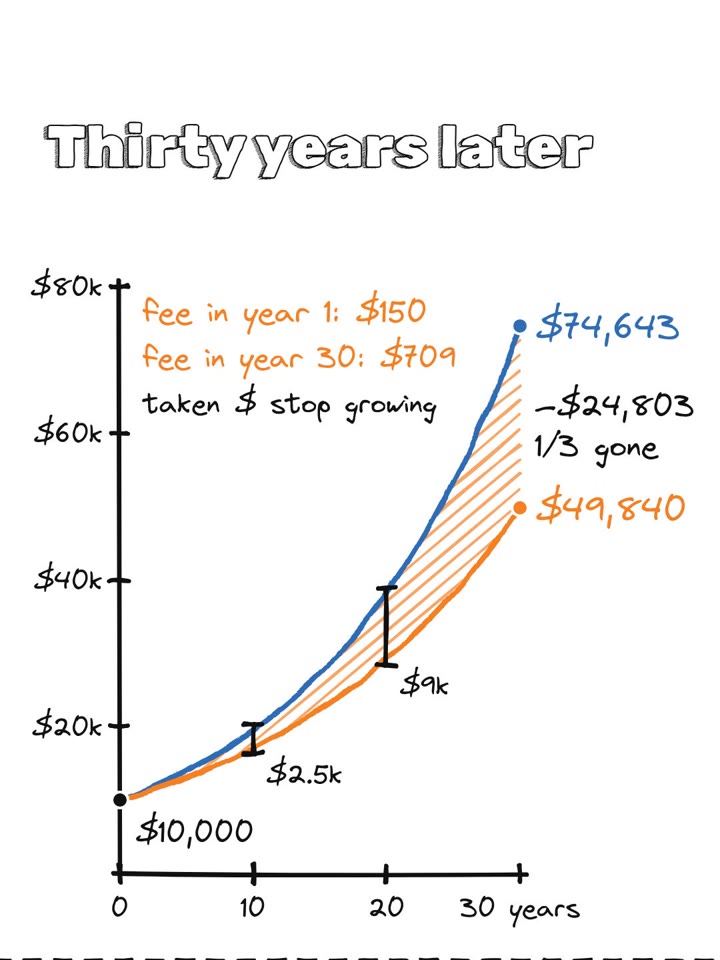 Thirty years later
$80k
fee in year 1: $150
fee in year 30: $709
taken $ stop growing
$74,643
−$24,803
1/3 gone
$60k
$49,840
$40k
$9k
$20k
$2.5k
$10,000
0 10 20 30 years